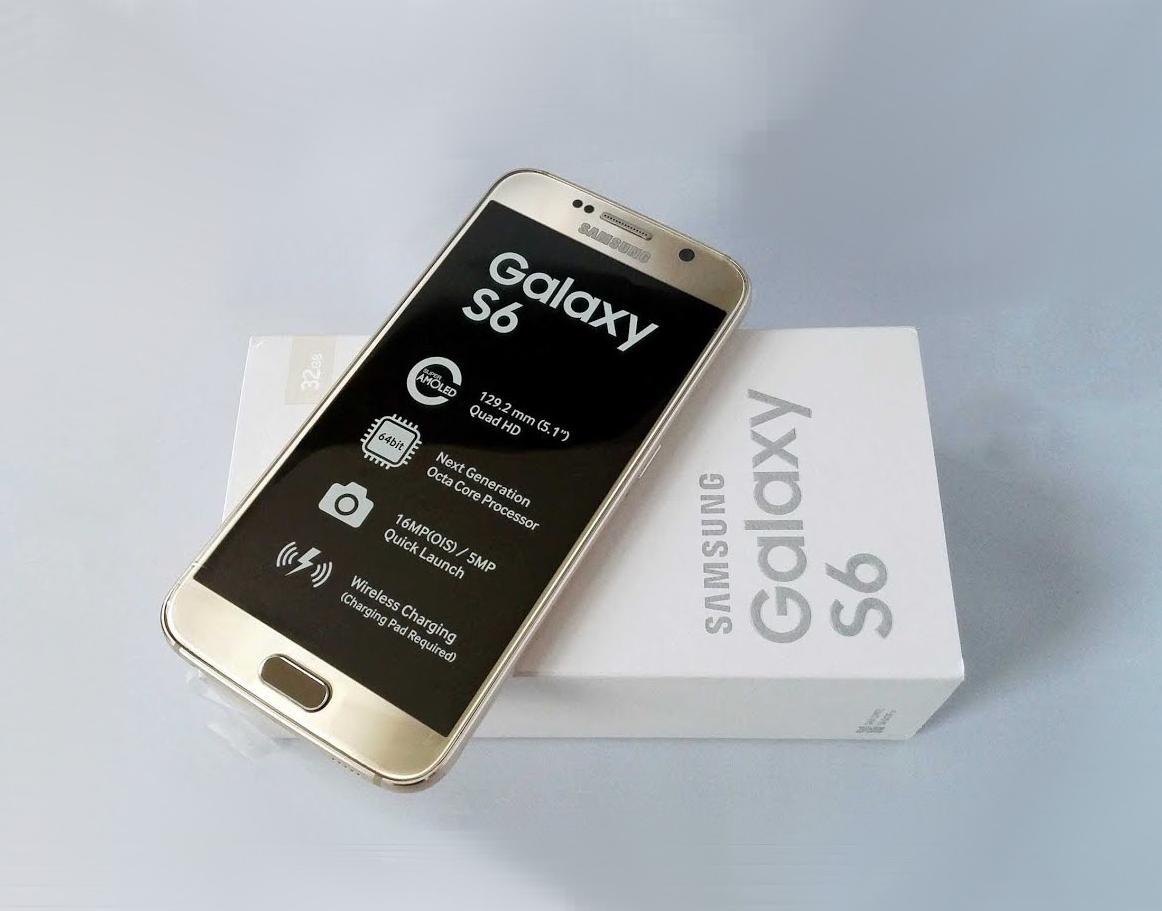 SAMSUNG
Galaxy
S6
SUPER
AMOLED
129.2 mm (5.1")
Quad HD
64bit
Next Generation
Octa Core Processor
16MP(OIS) / 5MP
Quick Launch
Wireless Charging
(Charging Pad Required)
32GB
SAMSUNG
Galaxy
S6